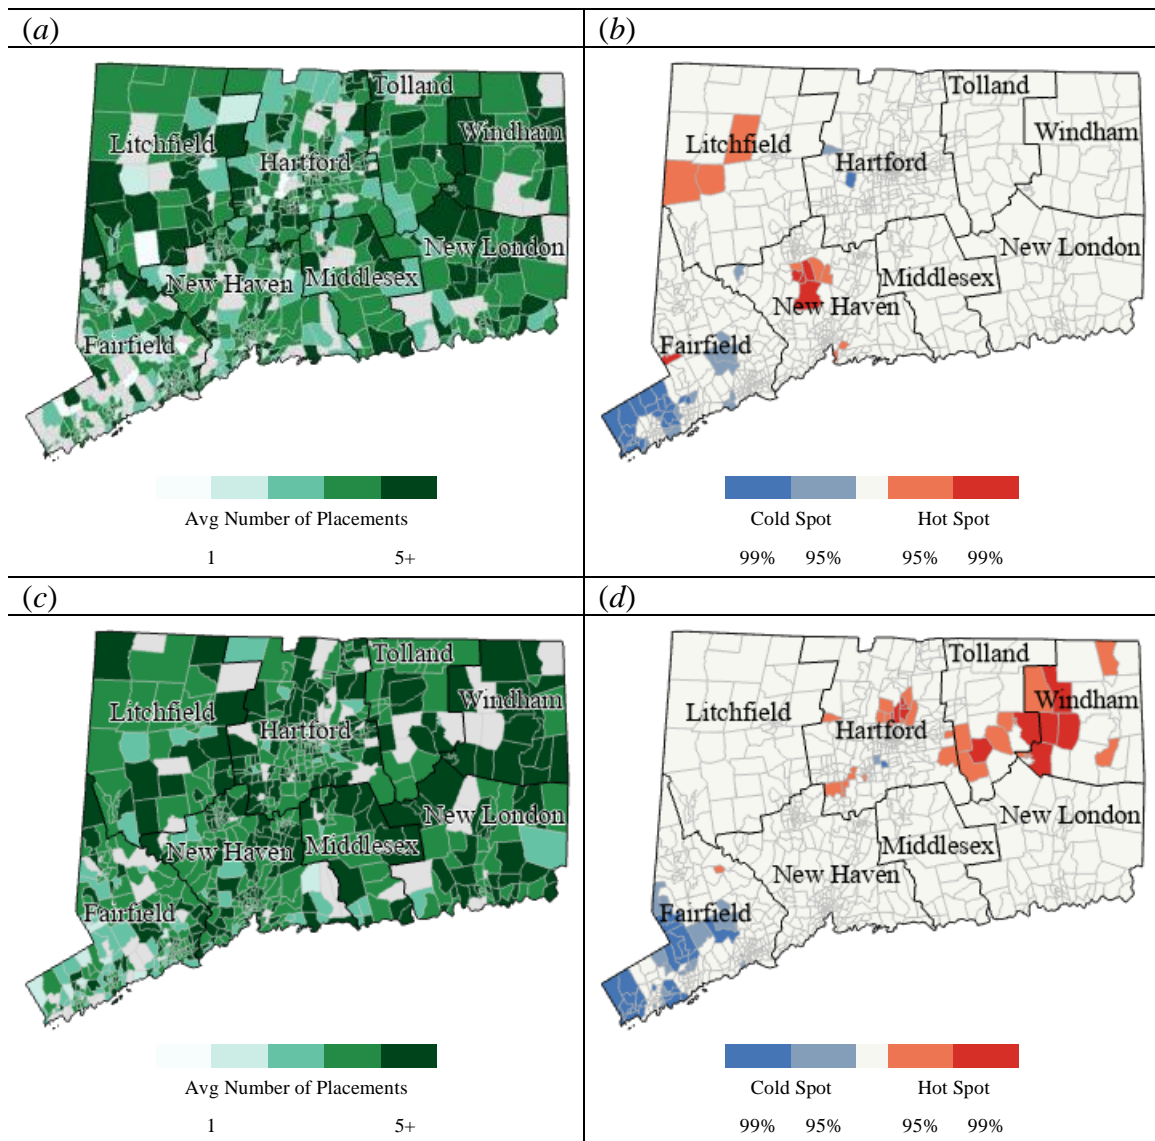 (a)
(b)
Tolland
Litchfield
Windham
Hartford
New London
New Haven
Middlesex
Fairfield
Avg Number of Placements
1 5+
Tolland
Litchfield
Windham
Hartford
New London
Middlesex
New Haven
Fairfield
Cold Spot Hot Spot
99% 95% 95% 99%
(c)
(d)
Tolland
Litchfield
Windham
Hartford
New London
New Haven
Middlesex
Fairfield
Avg Number of Placements
1 5+
Tolland
Litchfield
Windham
Hartford
New London
Middlesex
New Haven
Fairfield
Cold Spot Hot Spot
99% 95% 95% 99%